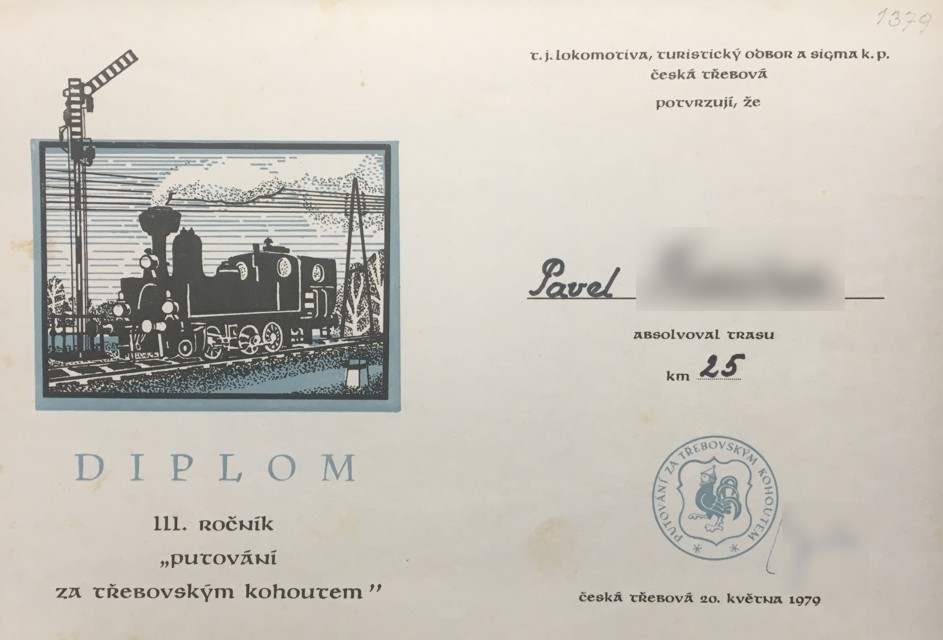 1379
T. J. LOKOMOTIVA, TURISTICKÝ ODBOR A SIGMA K. P.
ČESKÁ TŘEBOVÁ
POTVRZUJÍ, ŽE
Pavel
ABSOLVOVAL TRASU
km 25
DIPLOM
III. ROČNÍK
„PUTOVÁNÍ
ZA TŘEBOVSKÝM KOHOUTEM”
PUTOVÁNÍ ZA TŘEBOVSKÝM KOHOUTEM
ČESKÁ TŘEBOVÁ 20. KVĚTNA 1979